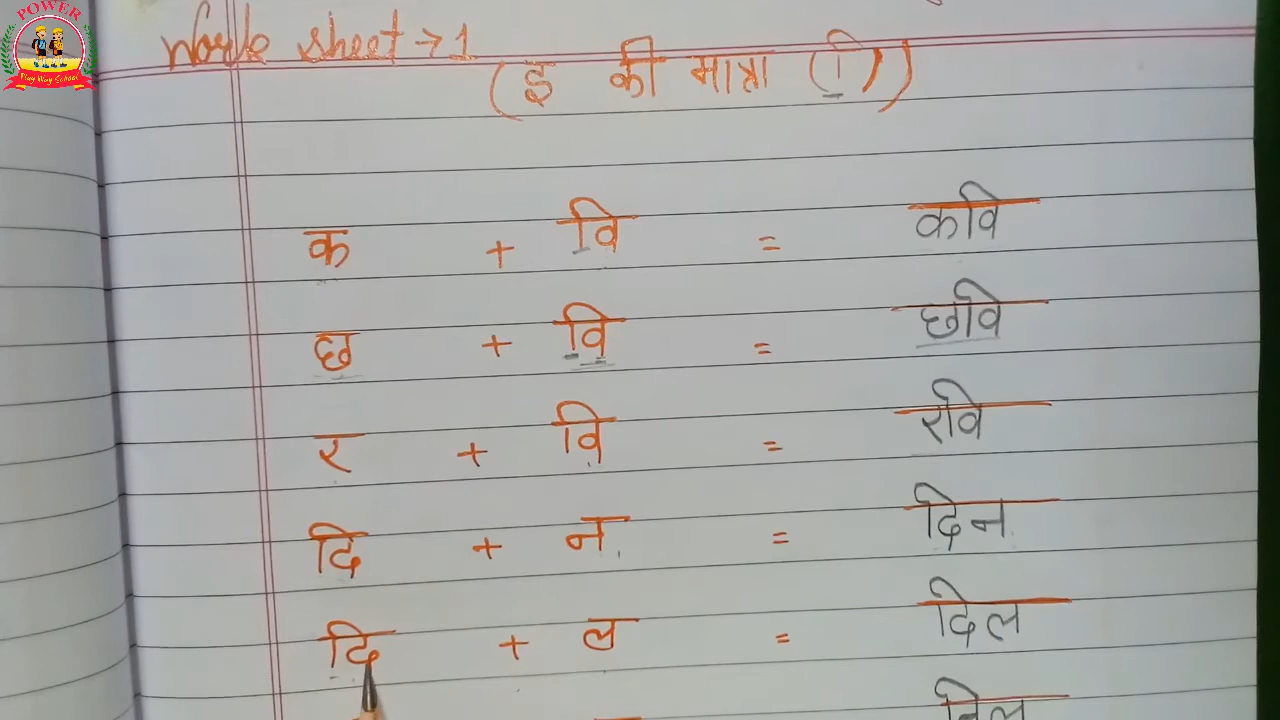 POWER
Play Way School
Work sheet → 1
(इ की मात्रा (ि))
क + वि = कवि
छ + वि = छवि
र + वि = रवि
दि + न = दिन
दि + ल = दिल